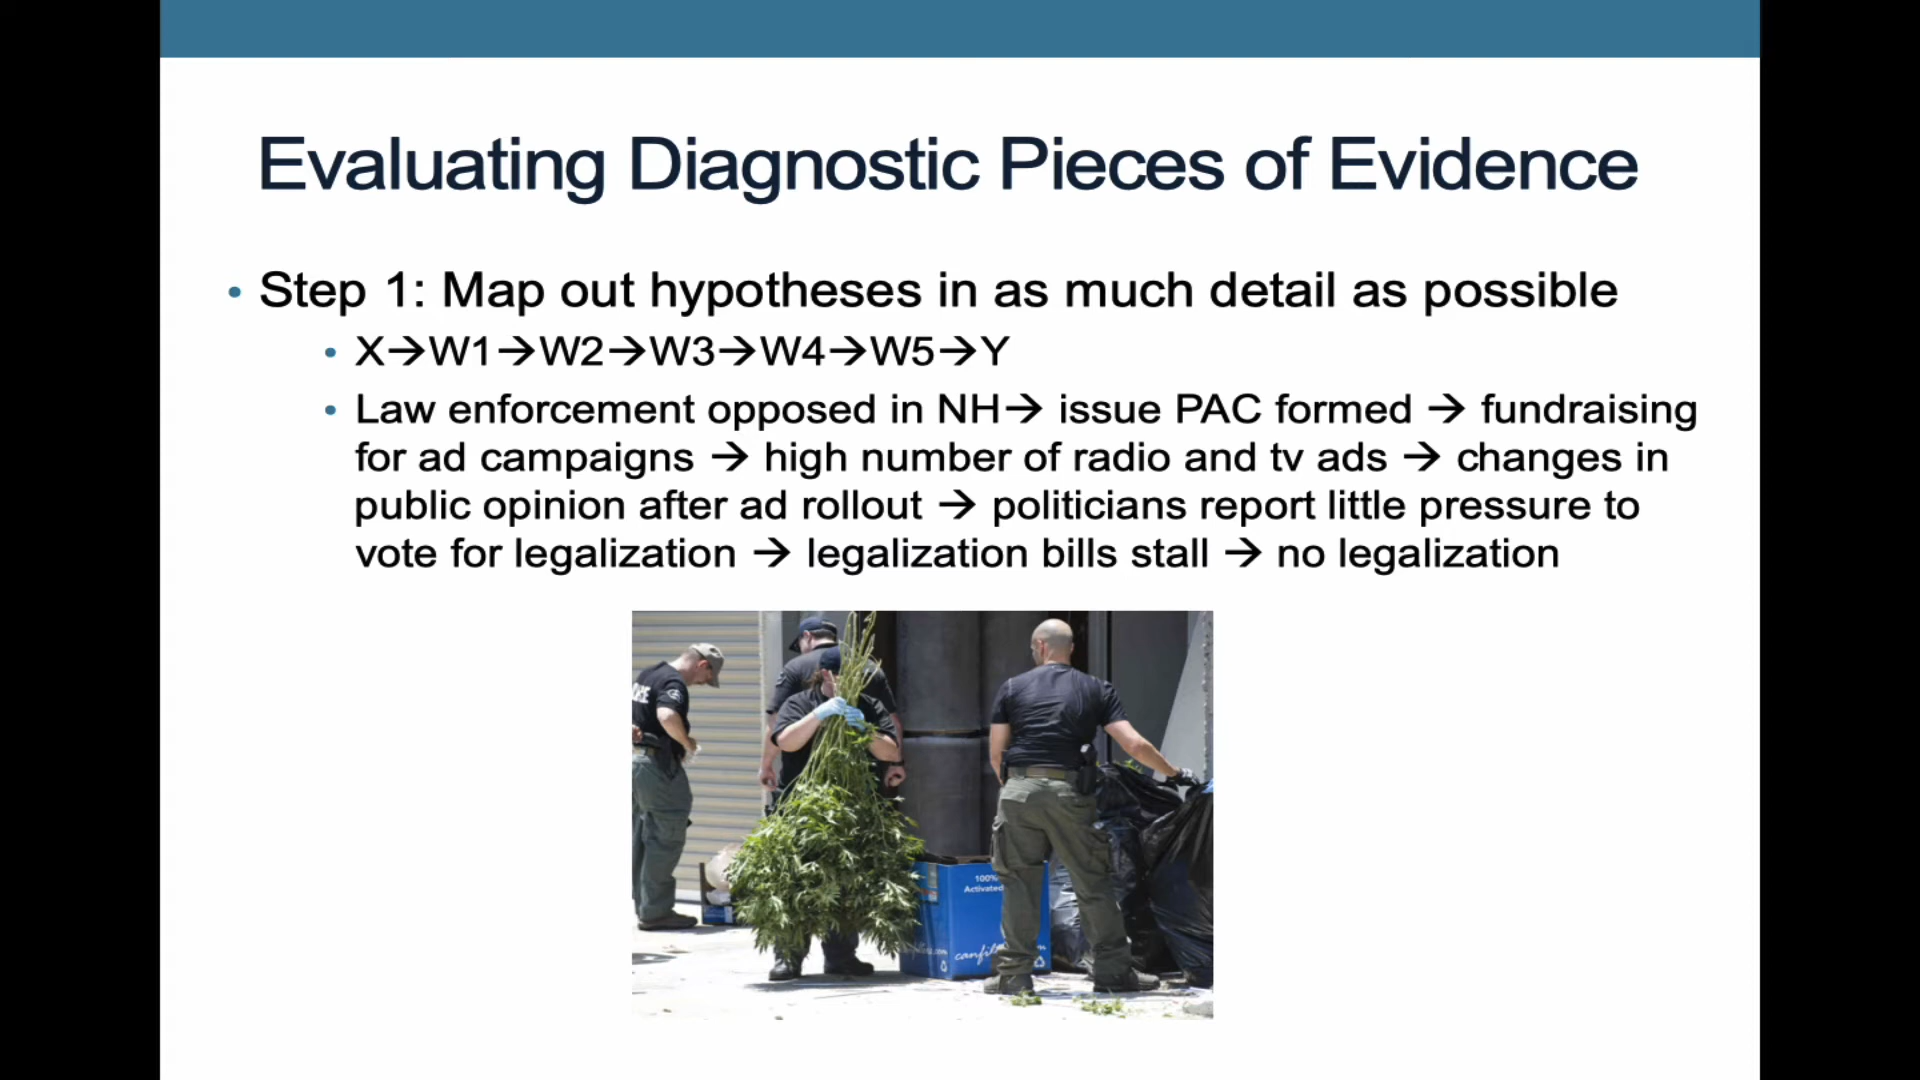 Evaluating Diagnostic Pieces of Evidence
• Step 1: Map out hypotheses in as much detail as possible
• X→W1→W2→W3→W4→W5→Y
• Law enforcement opposed in NH→ issue PAC formed → fundraising
for ad campaigns → high number of radio and tv ads → changes in
public opinion after ad rollout → politicians report little pressure to
vote for legalization → legalization bills stall → no legalization
100%
Activated